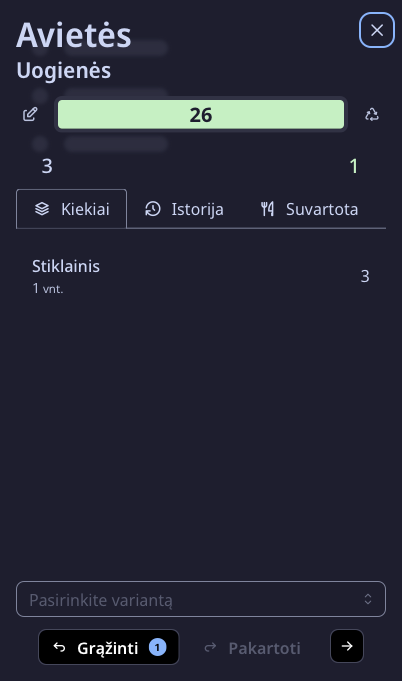 Avietės
Uogienės
26
3
1
Kiekiai
Istorija
Suvartota
Stiklainis
3
1 vnt.
Pasirinkite variantą
Grąžinti 1
Pakartoti